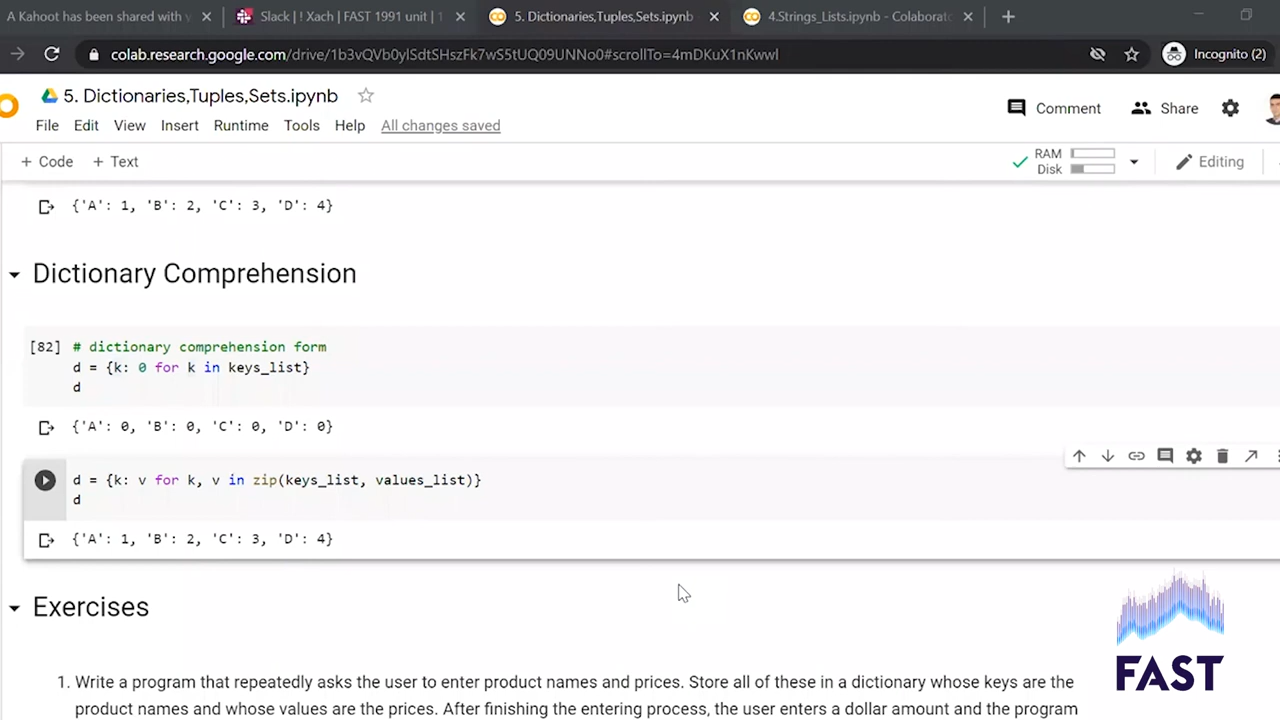 A Kahoot has been shared with
Slack | ! Xach | FAST 1991 unit | 1
5. Dictionaries,Tuples,Sets.ipynb
4.Strings_Lists.ipynb - Colaborat
colab.research.google.com/drive/1b3vQVb0ylSdtSHszFk7wS5tUQ09UNNo0#scrollTo=4mDKuX1nKwwl
Incognito (2)
5. Dictionaries,Tuples,Sets.ipynb
Comment
Share
File Edit View Insert Runtime Tools Help All changes saved
+ Code + Text
RAM
Disk
Editing
{'A': 1, 'B': 2, 'C': 3, 'D': 4}
Dictionary Comprehension
[82] # dictionary comprehension form
d = {k: 0 for k in keys_list}
d
{'A': 0, 'B': 0, 'C': 0, 'D': 0}
d = {k: v for k, v in zip(keys_list, values_list)}
d
{'A': 1, 'B': 2, 'C': 3, 'D': 4}
Exercises
1. Write a program that repeatedly asks the user to enter product names and prices. Store all of these in a dictionary whose keys are the
product names and whose values are the prices. After finishing the entering process, the user enters a dollar amount and the program
FAST